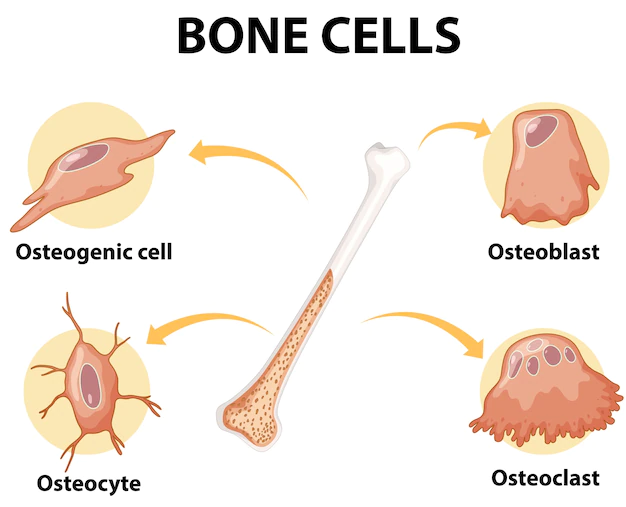 BONE CELLS
Osteogenic cell
Osteoblast
Osteocyte
Osteoclast